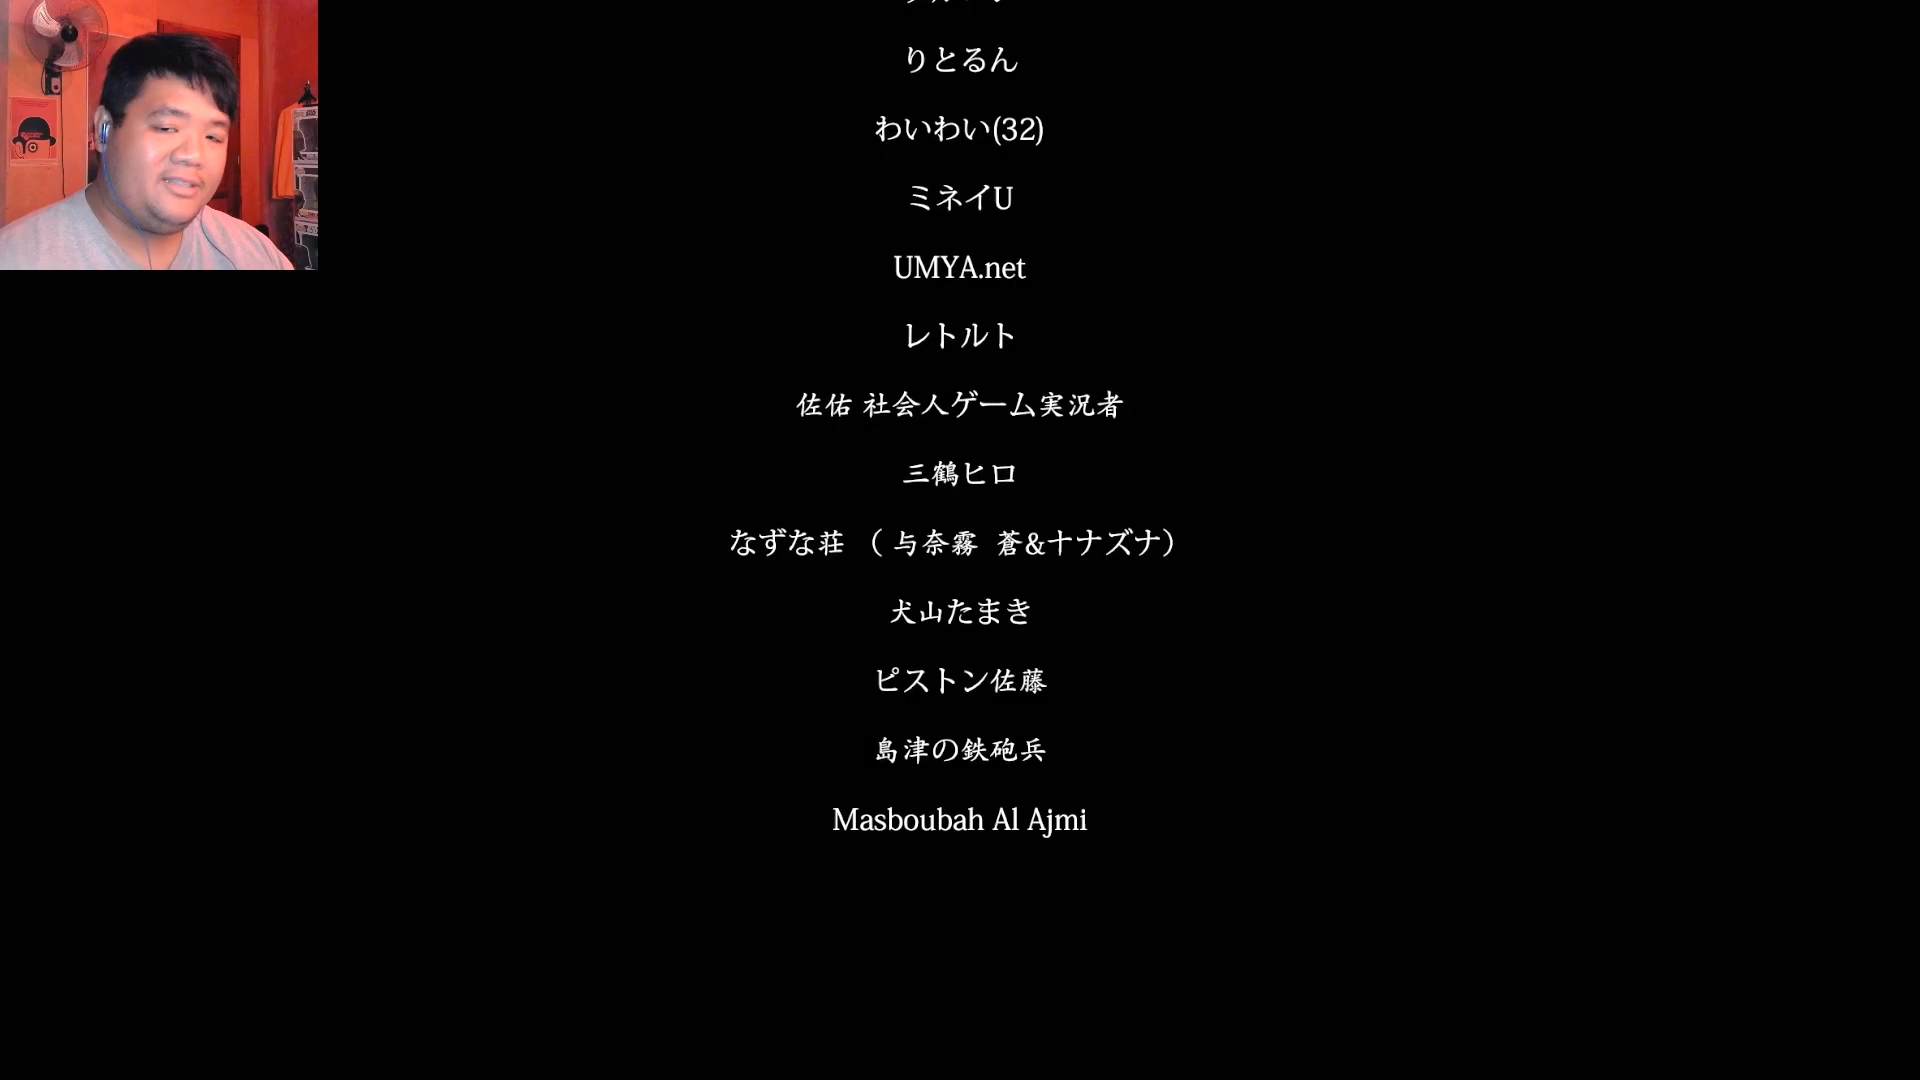 りとるん
わいわい(32)
ミネイU
UMYA.net
レトルト
佐佑 社会人ゲーム実況者
三鶴ヒロ
なずな荘 （ 与奈霧 蒼&ナナズナ）
犬山たまき
ピストン佐藤
島津の鉄砲兵
Masboubah Al Ajmi